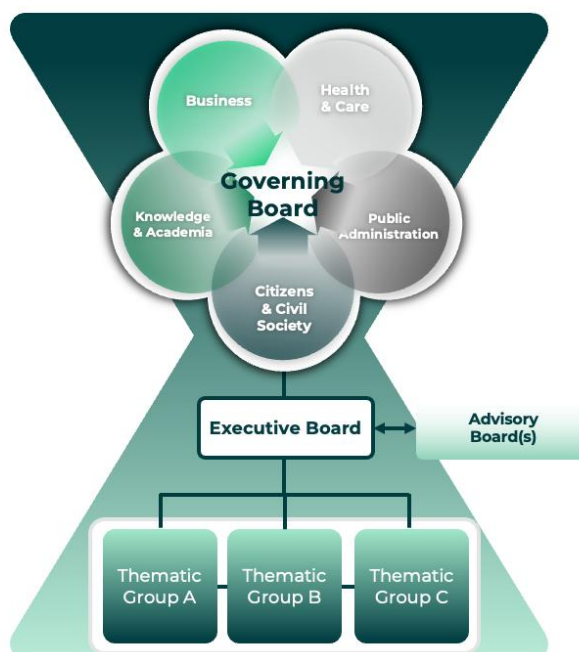 Business
Health
& Care
Governing
Board
Knowledge
& Academia
Public
Administration
Citizens
& Civil
Society
Executive Board
Advisory
Board(s)
Thematic
Group A
Thematic
Group B
Thematic
Group C